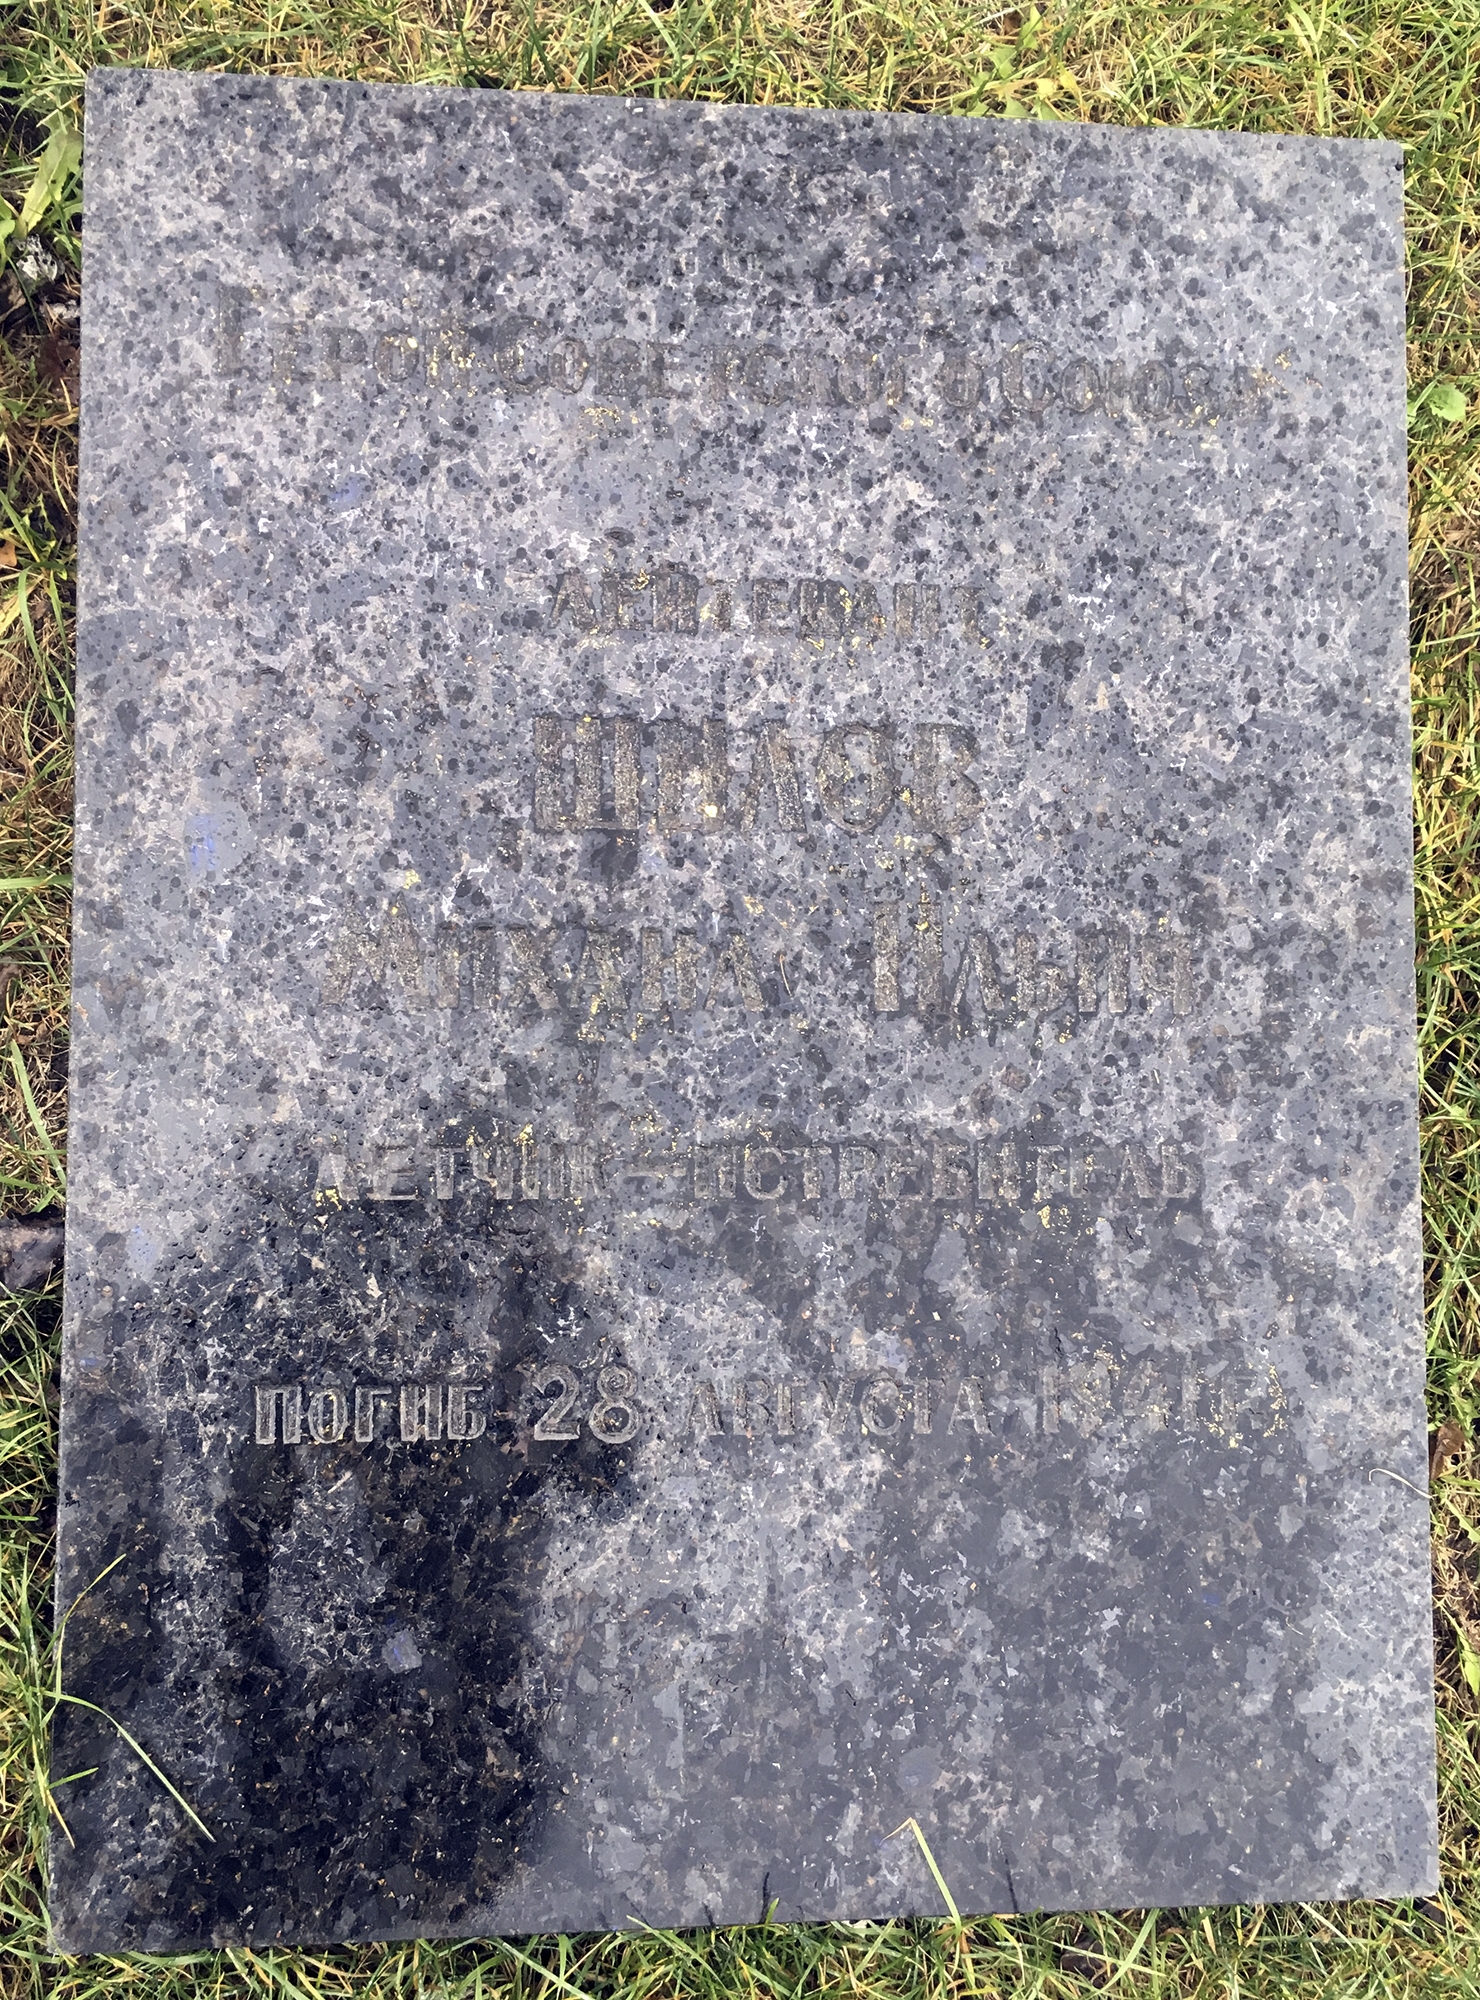 ГЕРОЙ СОВЕТСКОГО СОЮЗА
ЛЕЙТЕНАНТ
ШИЛОВ
МИХАИЛ ИЛЬИЧ
ЛЕТЧИК-ИСТРЕБИТЕЛЬ
ПОГИБ 28 АВГУСТА 1941 Г.